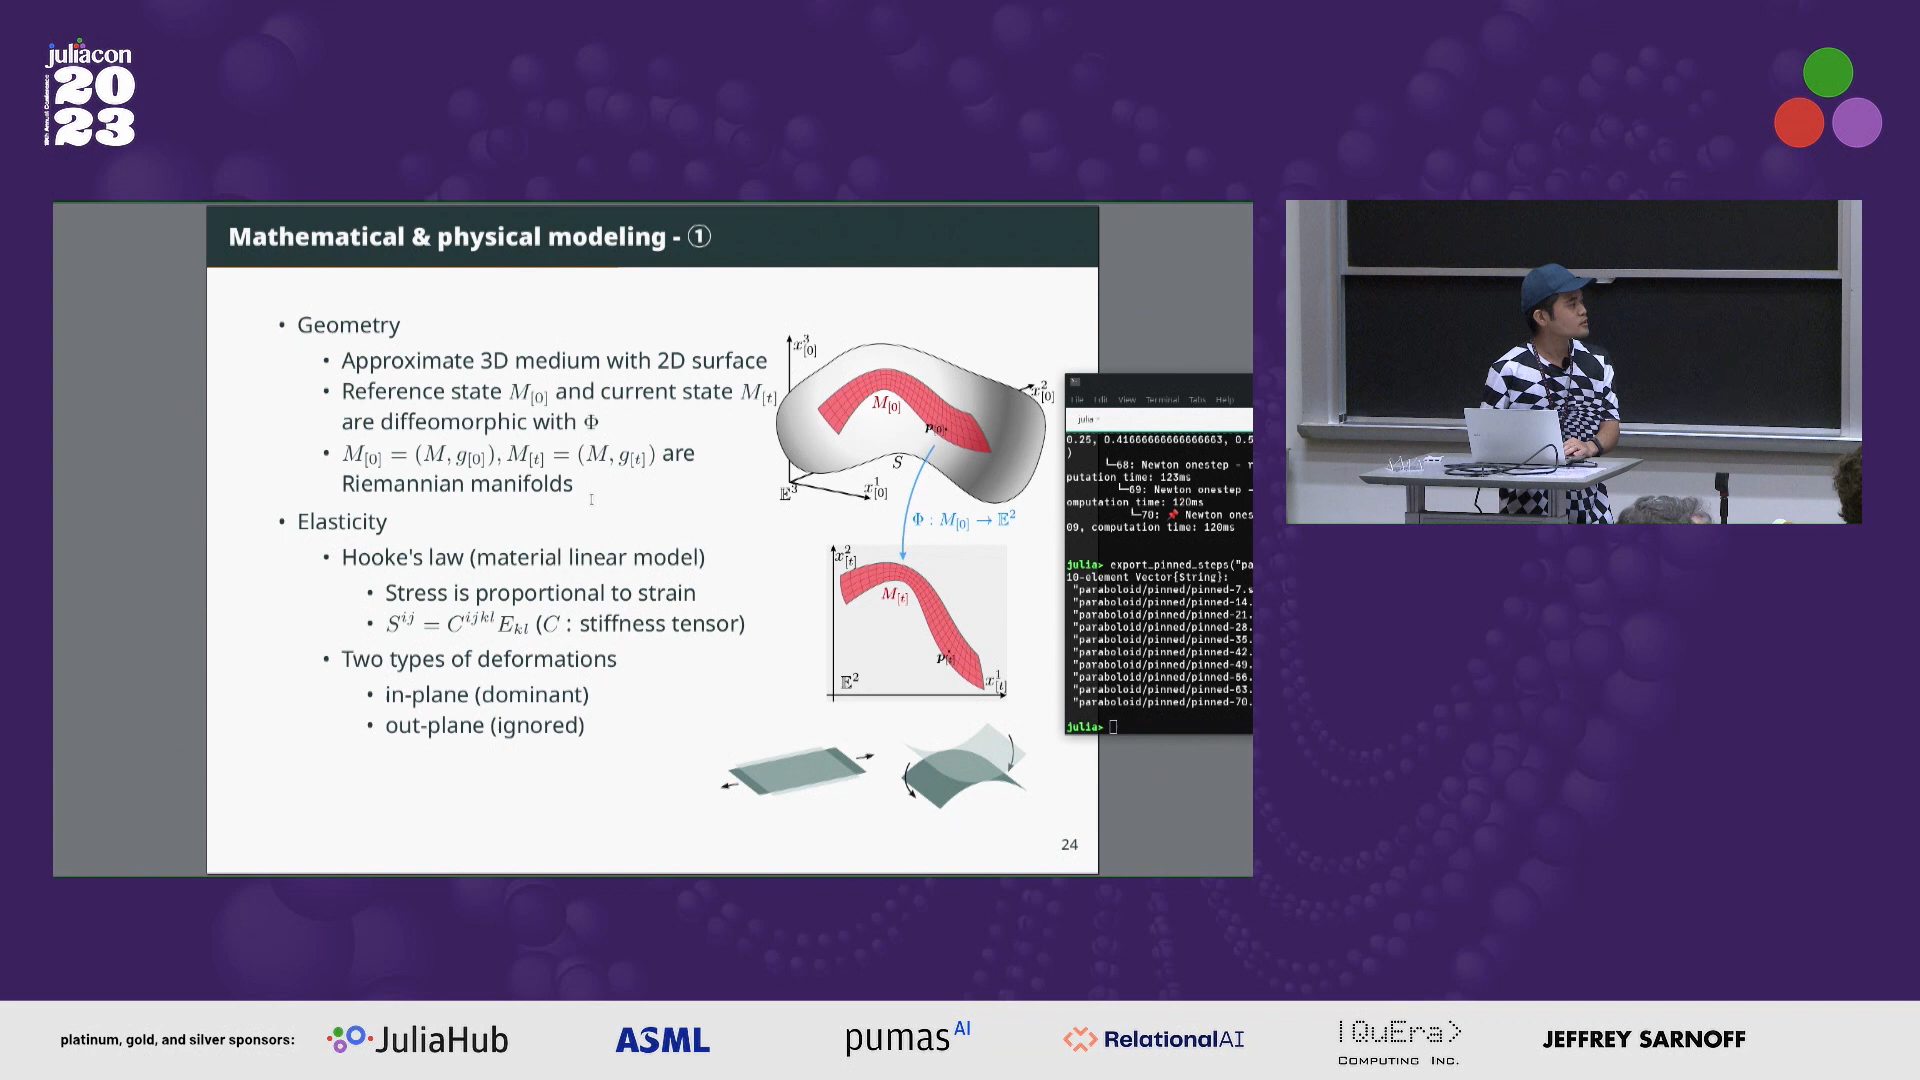 juliacon
20
23
Mathematical & physical modeling - ①
• Geometry
• Approximate 3D medium with 2D surface
• Reference state M[0] and current state M[t]
are diffeomorphic with Φ
• M[0] = (M, g[0]), M[t] = (M, g[t]) are
Riemannian manifolds
• Elasticity
• Hooke's law (material linear model)
• Stress is proportional to strain
• S^{ij} = C^{ijkl} E_{kl} (C : stiffness tensor)
• Two types of deformations
• in-plane (dominant)
• out-plane (ignored)
x^3_[0]
x^2_[0]
M[0]
p[0]
S
𝔼^3
x^1_[0]
Φ : M[0] → 𝔼^2
x^2_[t]
M[t]
p[t]
𝔼^2
x^1_[t]
24
File Edit View Terminal Tabs Help
julia
0.25, 0.41666666666666663, 0.5
)
└─68: Newton onestep - r
putation time: 123ms
└─69: Newton onestep -
omputation time: 120ms
└─70: 📌 Newton ones
09, computation time: 120ms
julia> export_pinned_steps("pa
10-element Vector{String}:
"paraboloid/pinned/pinned-7.s
"paraboloid/pinned/pinned-14.
"paraboloid/pinned/pinned-21.
"paraboloid/pinned/pinned-28.
"paraboloid/pinned/pinned-35.
"paraboloid/pinned/pinned-42.
"paraboloid/pinned/pinned-49.
"paraboloid/pinned/pinned-56.
"paraboloid/pinned/pinned-63.
"paraboloid/pinned/pinned-70.
julia>
platinum, gold, and silver sponsors:
JuliaHub
ASML
pumas AI
RelationalAI
|QuEra>
COMPUTING INC.
JEFFREY SARNOFF